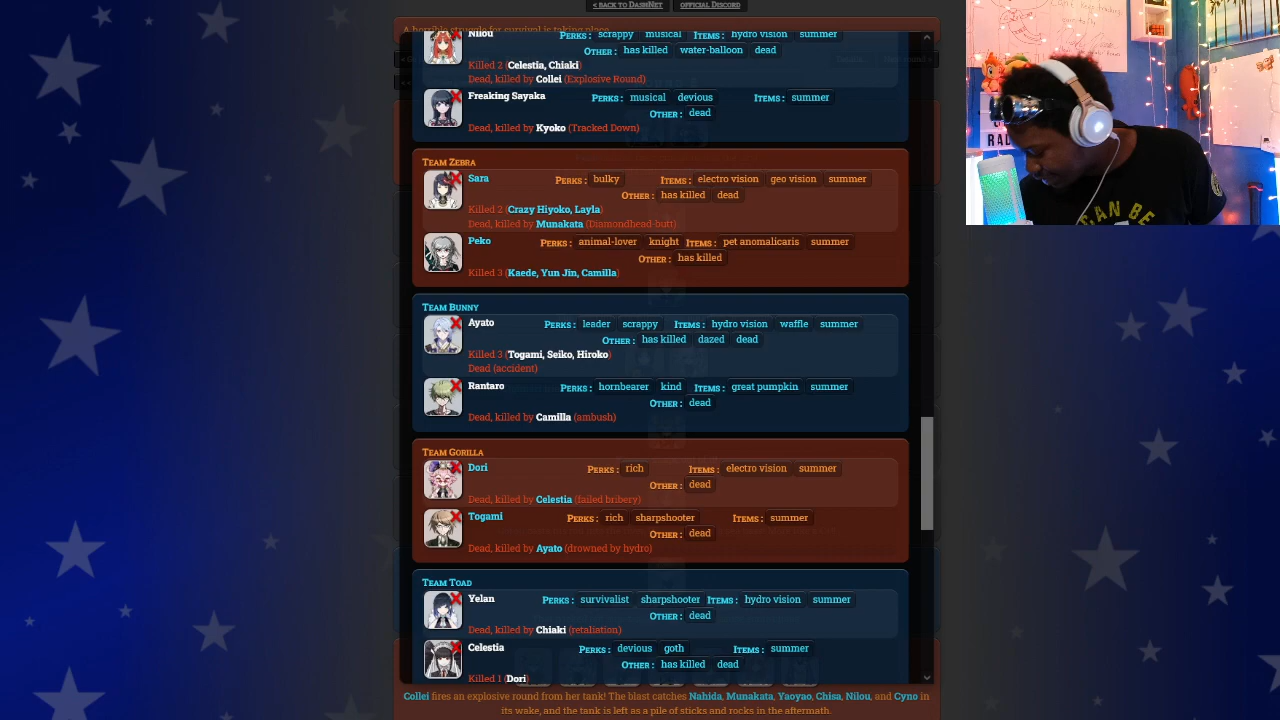 < back to DashNet
official Discord
Nilou Perks: scrappy musical Items: hydro vision summer
Other: has killed water-balloon dead
Killed 2 (Celestia, Chiaki)
Dead, killed by Collei (Explosive Round)
Freaking Sayaka Perks: musical devious Items: summer
Other: dead
Dead, killed by Kyoko (Tracked Down)
Team Zebra
Sara Perks: bulky Items: electro vision geo vision summer
Other: has killed dead
Killed 2 (Crazy Hiyoko, Layla)
Dead, killed by Munakata (Diamondhead-butt)
Peko Perks: animal-lover knight Items: pet anomalicaris summer
Other: has killed
Killed 3 (Kaede, Yun Jin, Camilla)
Team Bunny
Ayato Perks: leader scrappy Items: hydro vision waffle summer
Other: has killed dazed dead
Killed 3 (Togami, Seiko, Hiroko)
Dead (accident)
Rantaro Perks: hornbearer kind Items: great pumpkin summer
Other: dead
Dead, killed by Camilla (ambush)
Team Gorilla
Dori Perks: rich Items: electro vision summer
Other: dead
Dead, killed by Celestia (failed bribery)
Togami Perks: rich sharpshooter Items: summer
Other: dead
Dead, killed by Ayato (drowned by hydro)
Team Toad
Yelan Perks: survivalist sharpshooter Items: hydro vision summer
Other: dead
Dead, killed by Chiaki (retaliation)
Celestia Perks: devious goth Items: summer
Other: has killed dead
Killed 1 (Dori)
Collei fires an explosive round from her tank! The blast catches Nahida, Munakata, Yaoyao, Chisa, Nilou, and Cyno in
its wake, and the tank is left as a pile of sticks and rocks in the aftermath.
CAN BE